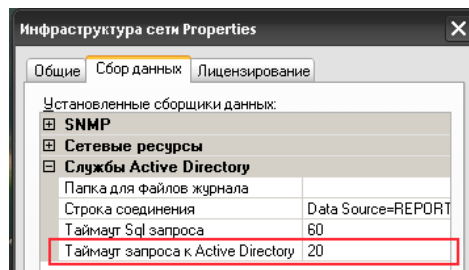 Инфраструктура сети Properties
Общие Сбор данных Лицензирование
Установленные сборщики данных:
SNMP
Сетевые ресурсы
Службы Active Directory
Папка для файлов журнала
Строка соединения Data Source=REPORT
Таймаут Sql запроса 60
Таймаут запроса к Active Directory 20